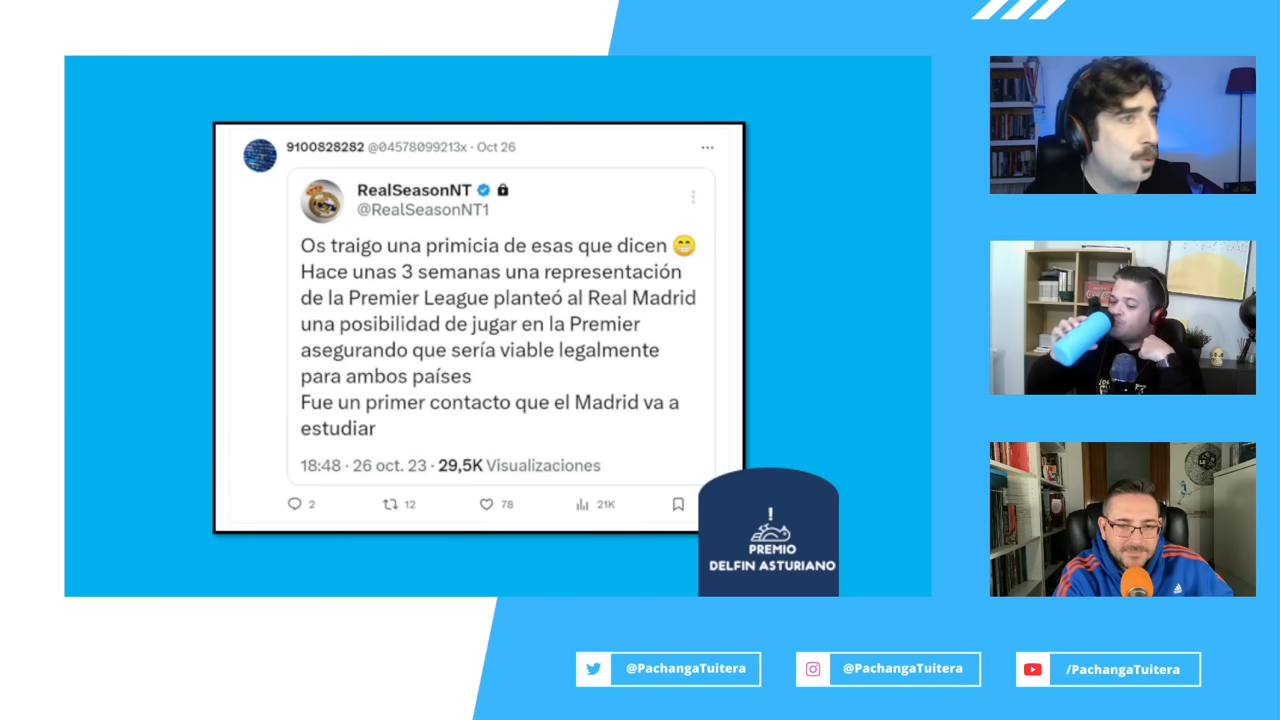 9100828282 @04578099213x · Oct 26
RealSeasonNT
@RealSeasonNT1
Os traigo una primicia de esas que dicen 😁
Hace unas 3 semanas una representación
de la Premier League planteó al Real Madrid
una posibilidad de jugar en la Premier
asegurando que sería viable legalmente
para ambos países
Fue un primer contacto que el Madrid va a
estudiar
18:48 · 26 oct. 23 · 29,5K Visualizaciones
2 12 78 21K
!
PREMIO
DELFIN ASTURIANO
@PachangaTuitera @PachangaTuitera /PachangaTuitera